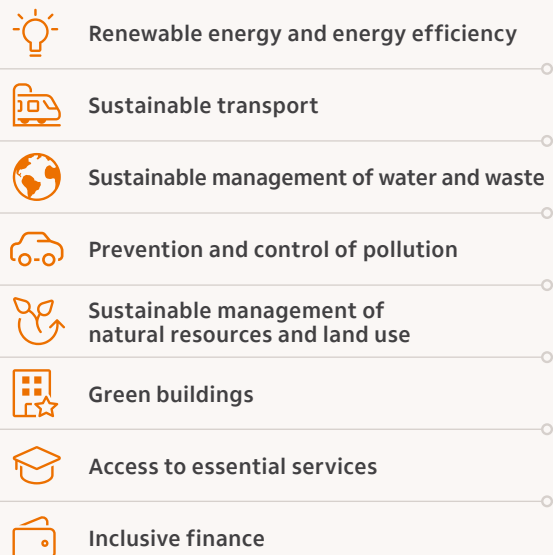 Renewable energy and energy efficiency
Sustainable transport
Sustainable management of water and waste
Prevention and control of pollution
Sustainable management of
natural resources and land use
Green buildings
Access to essential services
Inclusive finance